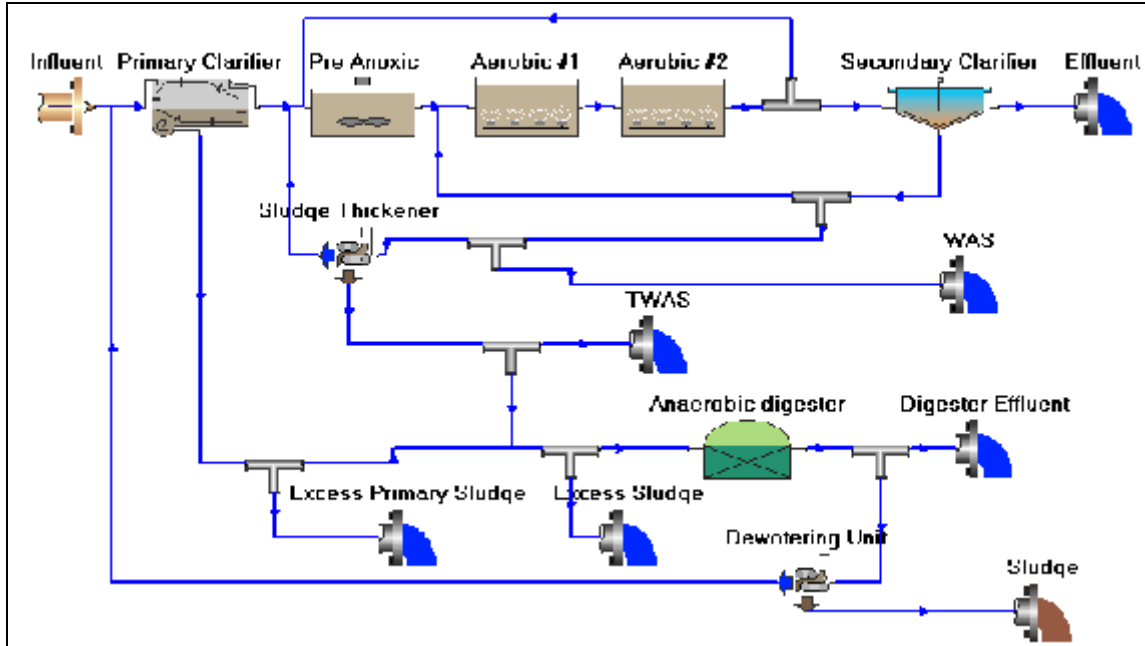 Influent
Primary Clarifier
Pre Anoxic
Aerobic #1
Aerobic #2
Secondary Clarifier
Effluent
Sludge Thickener
WAS
TWAS
Anaerobic digester
Digester Effluent
Excess Primary Sludge
Excess Sludge
Dewatering Unit
Sludge